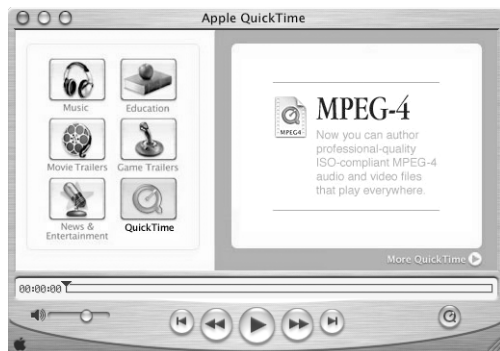 Apple QuickTime
Music
Education
Movie Trailers
Game Trailers
News &
Entertainment
QuickTime
MPEG4
MPEG-4
Now you can author
professional-quality
ISO-compliant MPEG-4
audio and video files
that play everywhere.
More QuickTime
00:00:00